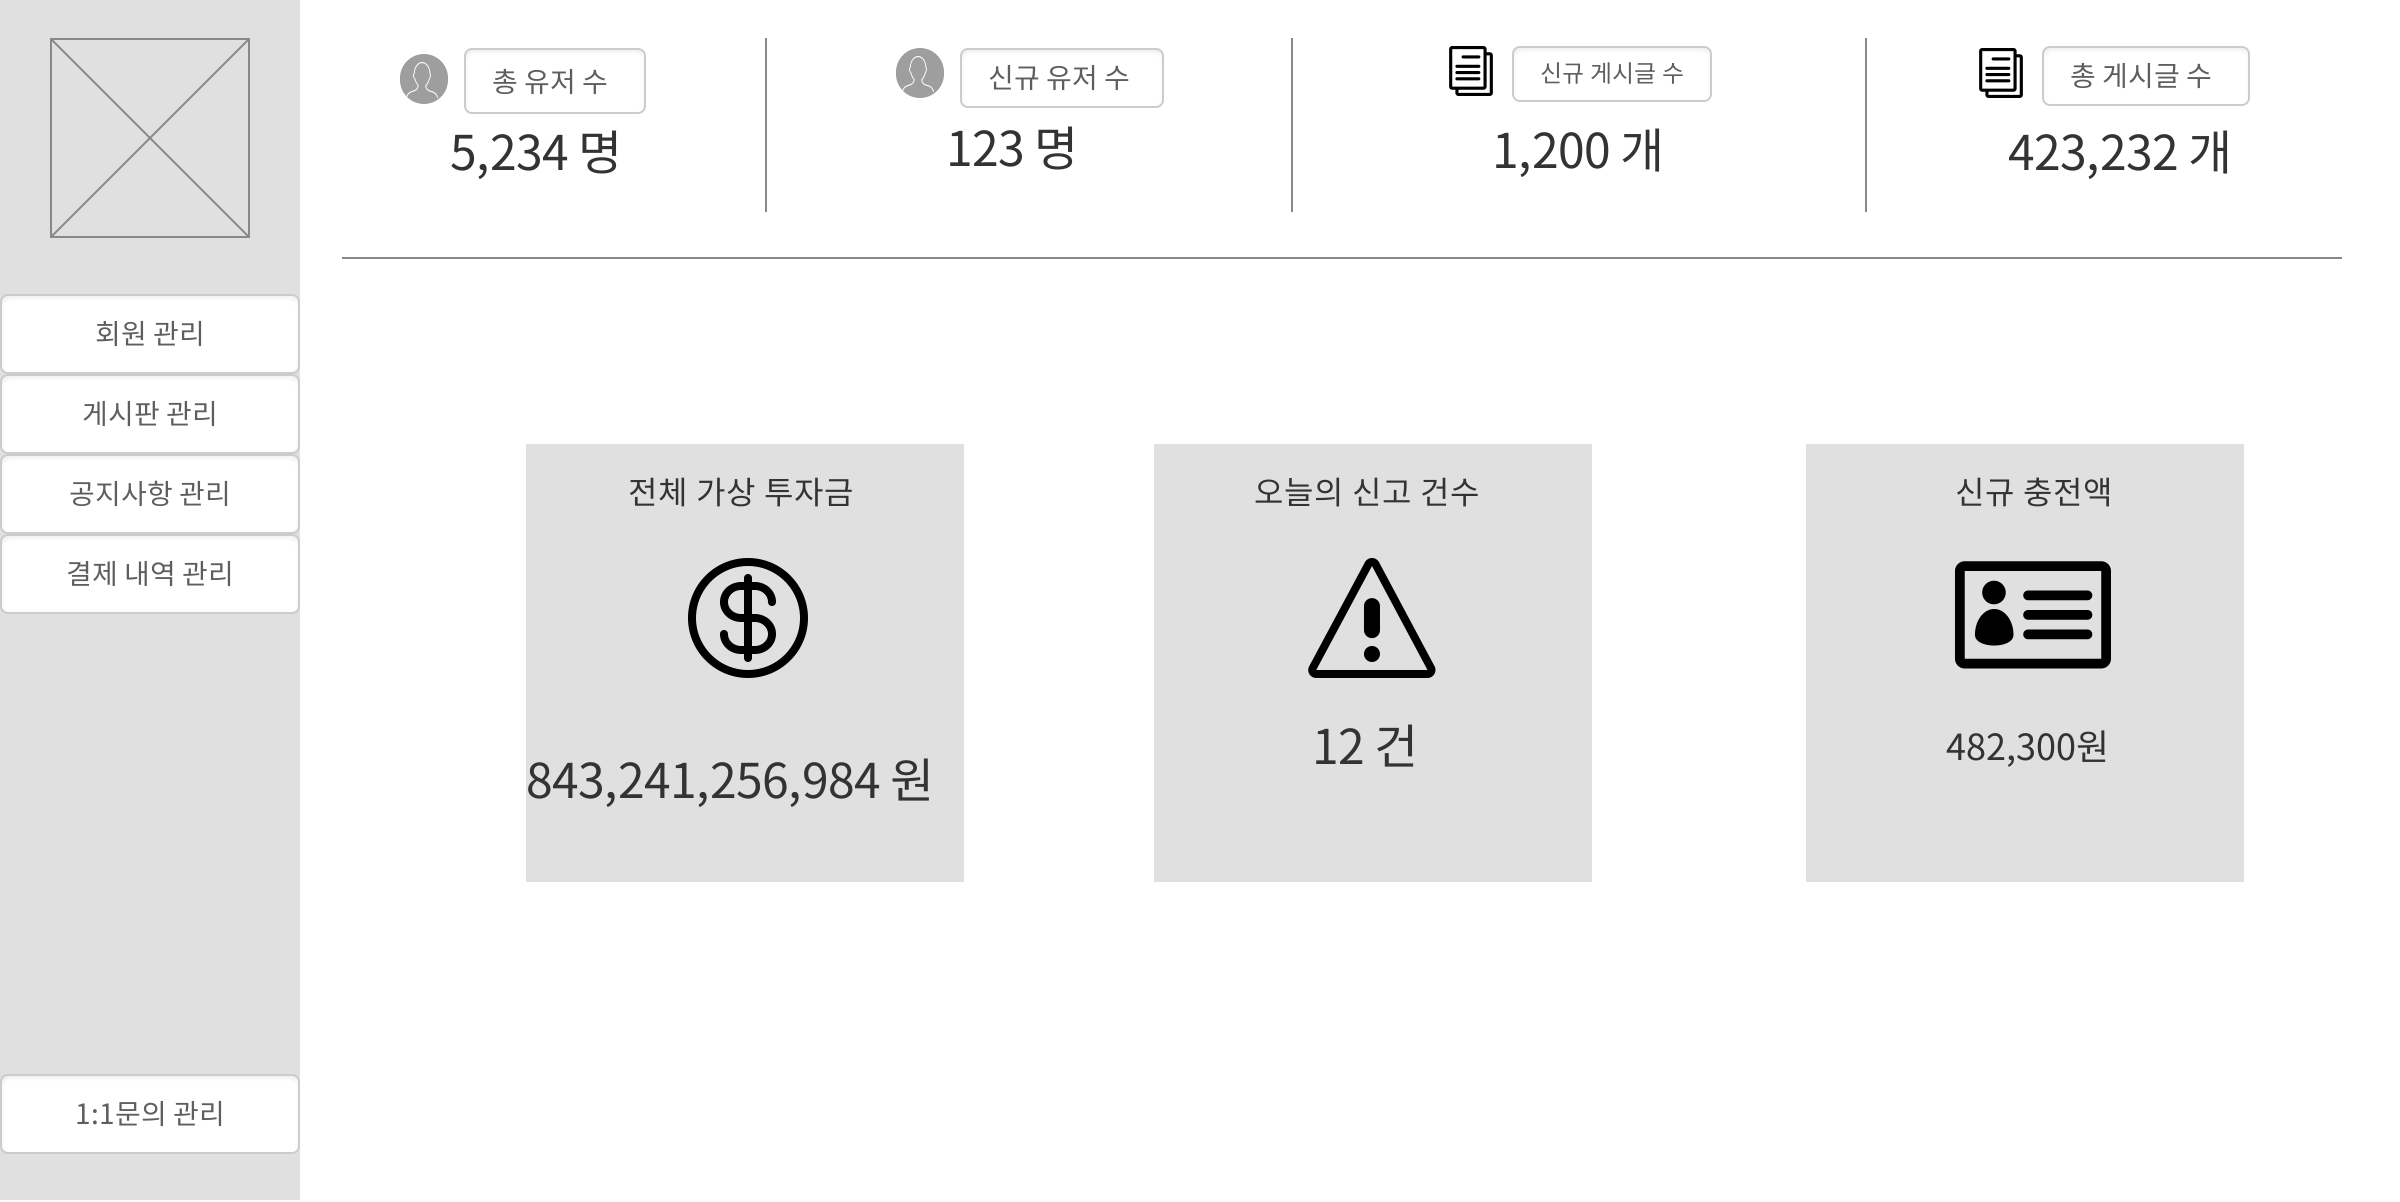 총 유저 수
5,234 명
신규 유저 수
123 명
신규 게시글 수
1,200 개
총 게시글 수
423,232 개
회원 관리
게시판 관리
공지사항 관리
결제 내역 관리
1:1문의 관리
전체 가상 투자금
843,241,256,984 원
오늘의 신고 건수
12 건
신규 충전액
482,300원